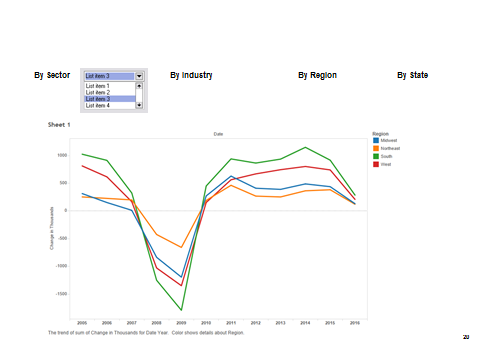 By Sector
List item 3
List item 1
List item 2
List item 3
List item 4
By Industry
By Region
By State
Sheet 1
Date
Region
Midwest
Northeast
South
West
Change in Thousands
1000
500
0
-500
-1000
-1500
2005 2006 2007 2008 2009 2010 2011 2012 2013 2014 2015 2016
The trend of sum of Change in Thousands for Date Year. Color shows details about Region.
20